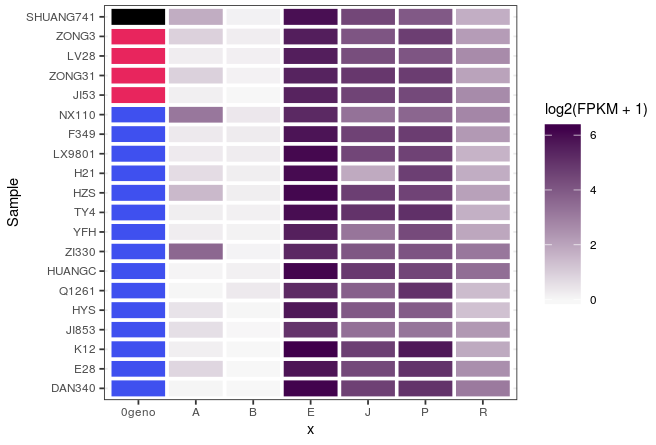 SHUANG741
ZONG3
LV28
ZONG31
JI53
NX110
F349
LX9801
H21
HZS
TY4
YFH
ZI330
HUANGC
Q1261
HYS
JI853
K12
E28
DAN340
Sample
0geno A B E J P R
x
log2(FPKM + 1)
6
4
2
0